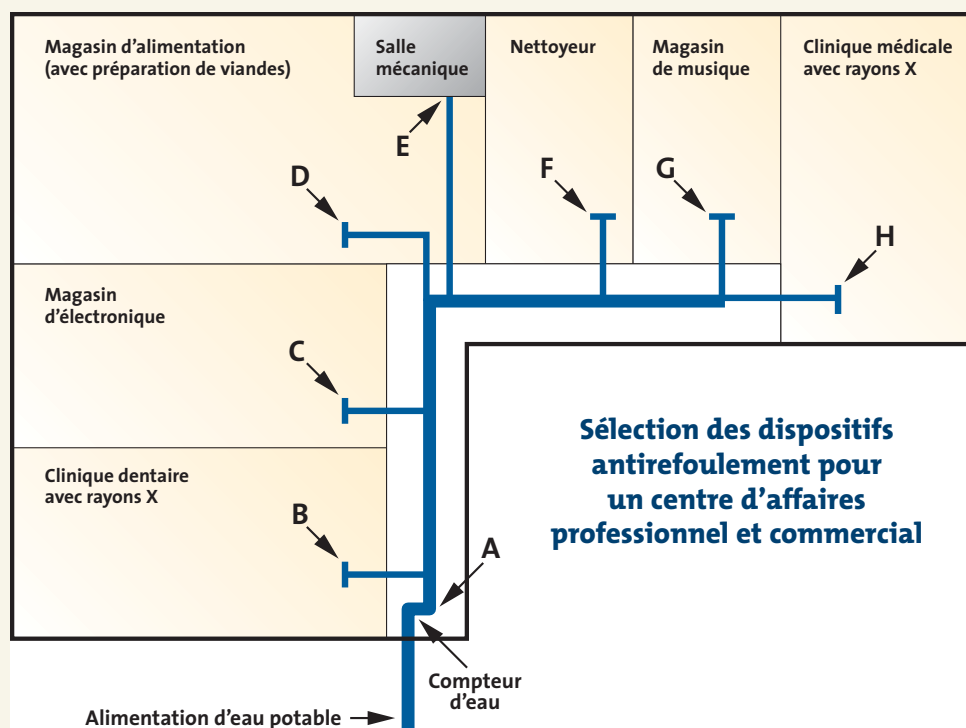 Magasin d'alimentation
(avec préparation de viandes)
Salle
mécanique
Nettoyeur
Magasin
de musique
Clinique médicale
avec rayons X
E
D
F
G
H
Magasin
d'électronique
C
Clinique dentaire
avec rayons X
B
A
Sélection des dispositifs
antirefoulement pour
un centre d'affaires
professionnel et commercial
Compteur
d'eau
Alimentation d'eau potable